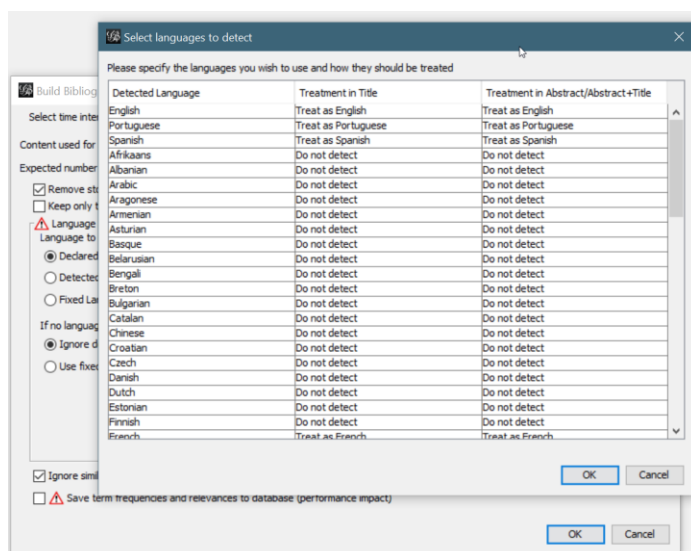 Select languages to detect
Please specify the languages you wish to use and how they should be treated
Detected Language Treatment in Title Treatment in Abstract/Abstract+Title
English Treat as English Treat as English
Portuguese Treat as Portuguese Treat as Portuguese
Spanish Treat as Spanish Treat as Spanish
Afrikaans Do not detect Do not detect
Albanian Do not detect Do not detect
Arabic Do not detect Do not detect
Aragonese Do not detect Do not detect
Armenian Do not detect Do not detect
Asturian Do not detect Do not detect
Basque Do not detect Do not detect
Belarusian Do not detect Do not detect
Bengali Do not detect Do not detect
Breton Do not detect Do not detect
Bulgarian Do not detect Do not detect
Catalan Do not detect Do not detect
Chinese Do not detect Do not detect
Croatian Do not detect Do not detect
Czech Do not detect Do not detect
Danish Do not detect Do not detect
Dutch Do not detect Do not detect
Estonian Do not detect Do not detect
Finnish Do not detect Do not detect
French Treat as French Treat as French
OK Cancel
Build Bibliog
Select time inte
Content used for
Expected number
Remove sto
Keep only t
Language
Language to
Declared
Detected
Fixed La
If no languag
Ignore d
Use fixed
Ignore simil
Save term frequencies and relevances to database (performance impact)
OK Cancel